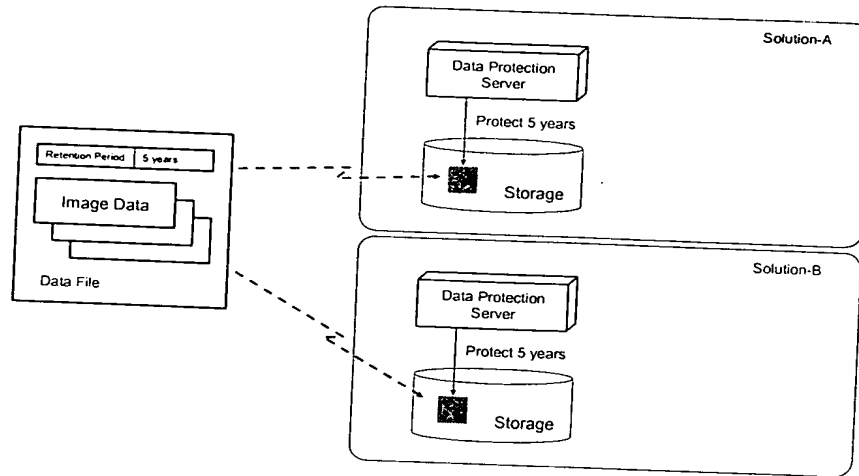 Solution-A
Data Protection
Server
Protect 5 years
Storage
Retention Period 5 years
Image Data
Data File
Solution-B
Data Protection
Server
Protect 5 years
Storage